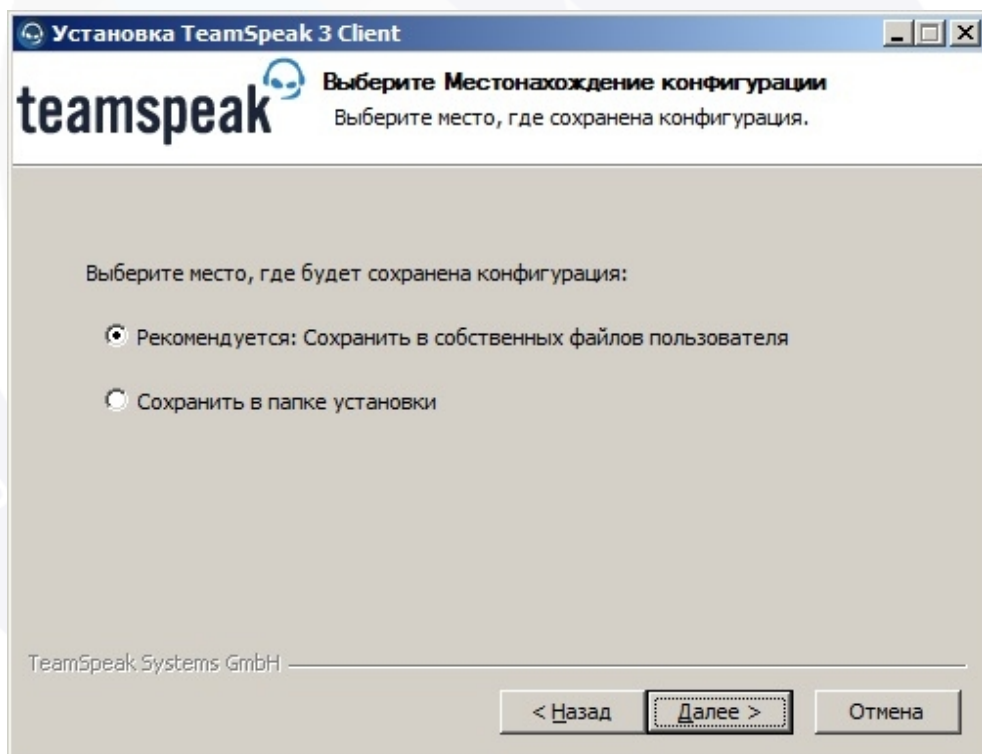 Установка TeamSpeak 3 Client
teamspeak
Выберите Местонахождение конфигурации
Выберите место, где сохранена конфигурация.
Выберите место, где будет сохранена конфигурация:
Рекомендуется: Сохранить в собственных файлов пользователя
Сохранить в папке установки
TeamSpeak Systems GmbH
< Назад
Далее >
Отмена